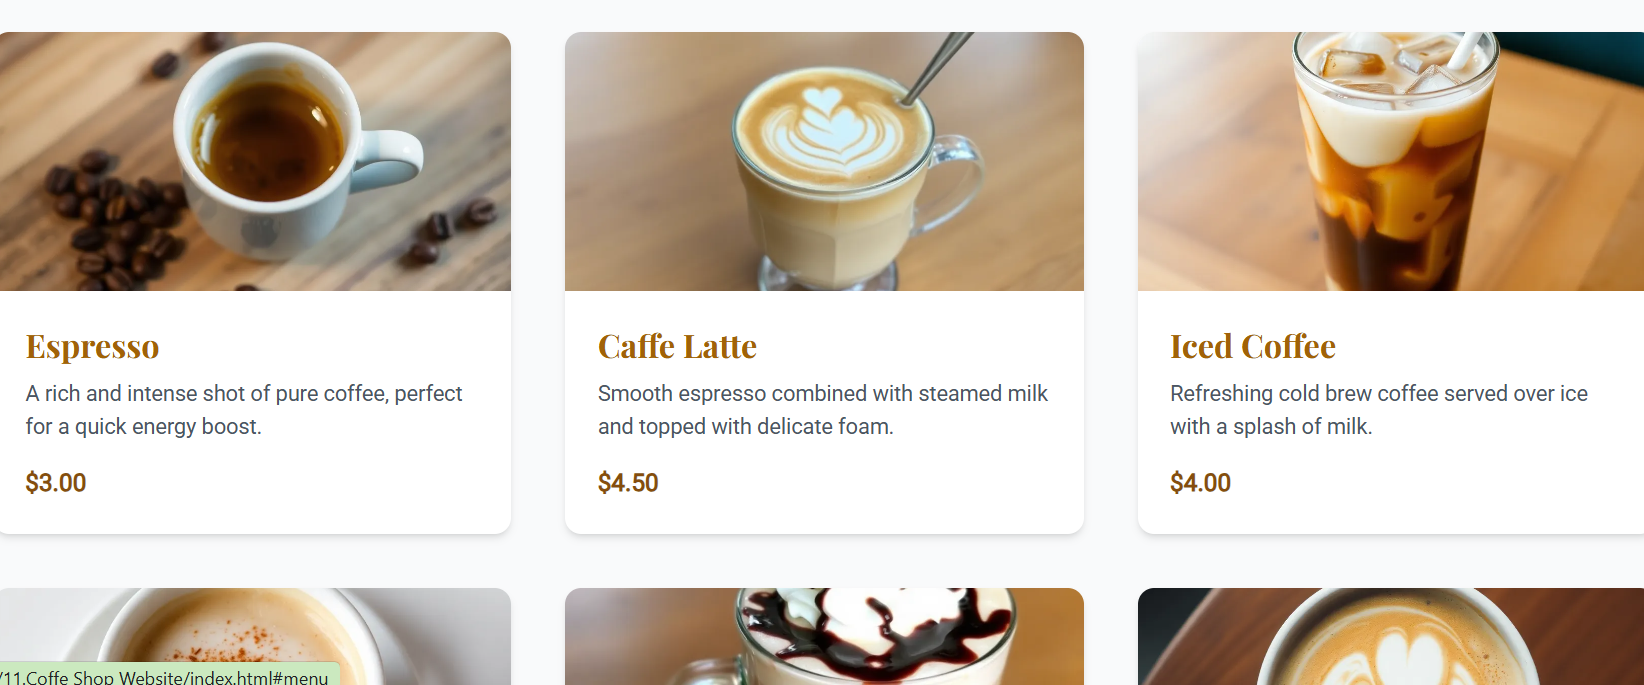 Espresso
A rich and intense shot of pure coffee, perfect
for a quick energy boost.
$3.00
Caffe Latte
Smooth espresso combined with steamed milk
and topped with delicate foam.
$4.50
Iced Coffee
Refreshing cold brew coffee served over ice
with a splash of milk.
$4.00
/11.Coffe Shop Website/index.html#menu